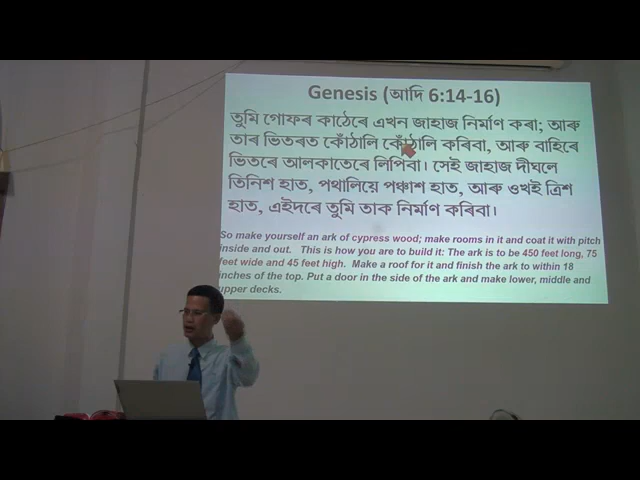 Genesis (আদি 6:14-16)
তুমি গোফৰ কাঠেৰে এখন জাহাজ নিৰ্মাণ কৰা; আৰু
তাৰ ভিতৰত কোঁঠালি কোঁঠালি কৰিবা, আৰু বাহিৰে
ভিতৰে আলকাতেৰে লিপিবা। সেই জাহাজ দীঘলে
তিনিশ হাত, পথালিয়ে পঞ্চাশ হাত, আৰু ওখই ত্ৰিশ
হাত, এইদৰে তুমি তাক নিৰ্মাণ কৰিবা।
So make yourself an ark of cypress wood; make rooms in it and coat it with pitch
inside and out. This is how you are to build it: The ark is to be 450 feet long, 75
feet wide and 45 feet high. Make a roof for it and finish the ark to within 18
inches of the top. Put a door in the side of the ark and make lower, middle and
upper decks.